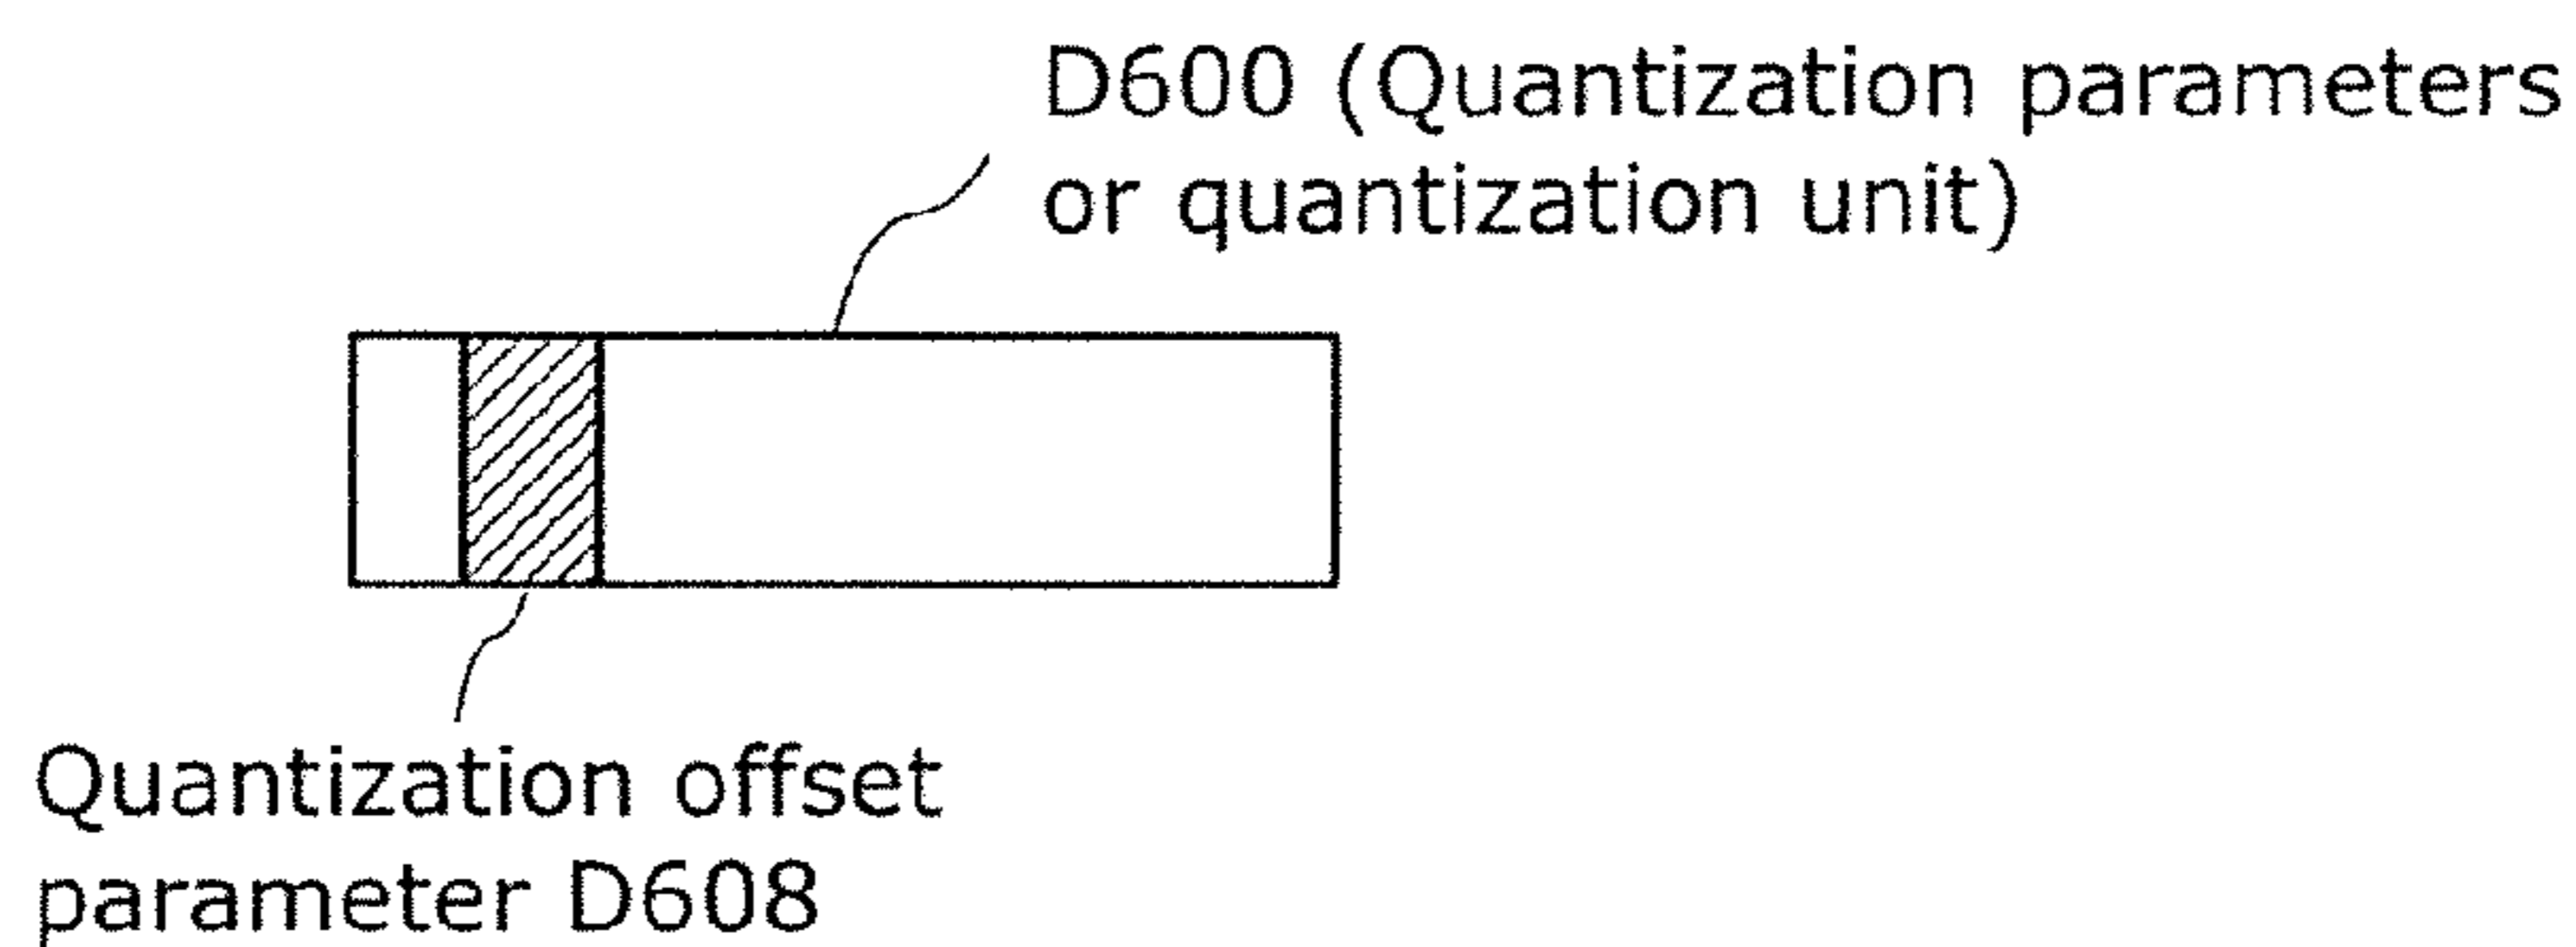 D600 (Quantization parameters
or quantization unit)
Quantization offset
parameter D608